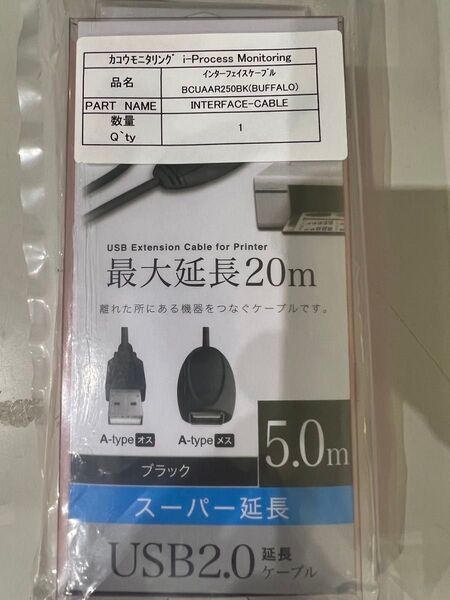 カコウモニタリング i-Process Monitoring
品名 インターフェイスケーブル
BCUAAR250BK(BUFFALO)
PART NAME INTERFACE-CABLE
数量
Q`ty 1
USB Extension Cable for Printer
最大延長20m
離れた所にある機器をつなぐケーブルです。
A-type オス A-type メス
5.0m
ブラック
スーパー延長
USB2.0 延長
ケーブル